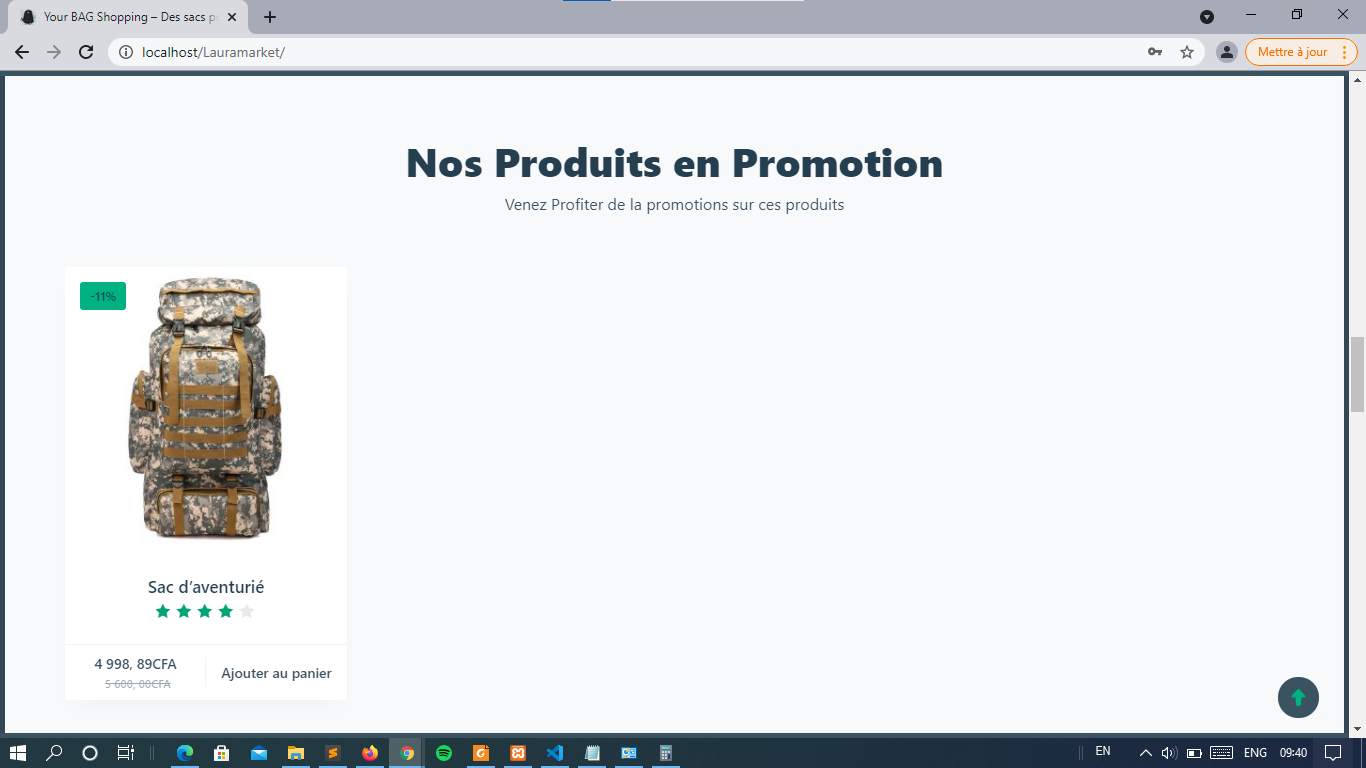 Your BAG Shopping – Des sacs p
localhost/Lauramarket/
Mettre à jour
Nos Produits en Promotion
Venez Profiter de la promotions sur ces produits
-11%
Sac d’aventurié
4 998, 89CFA
Ajouter au panier
5 600, 00CFA
EN
ENG
09:40